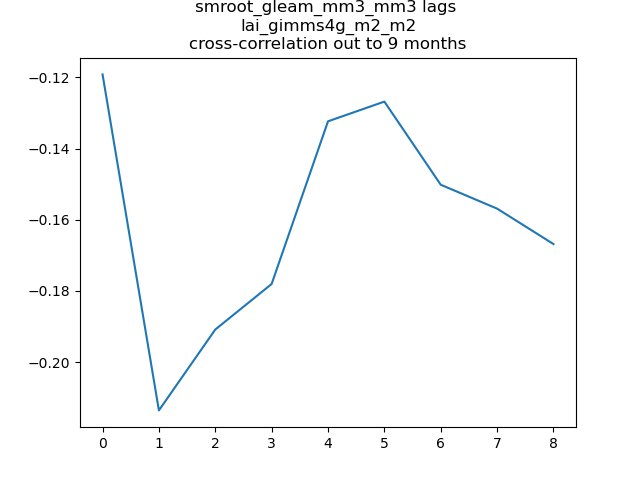 smroot_gleam_mm3_mm3 lags
lai_gimms4g_m2_m2
cross-correlation out to 9 months
−0.12
−0.14
−0.16
−0.18
−0.20
0 1 2 3 4 5 6 7 8